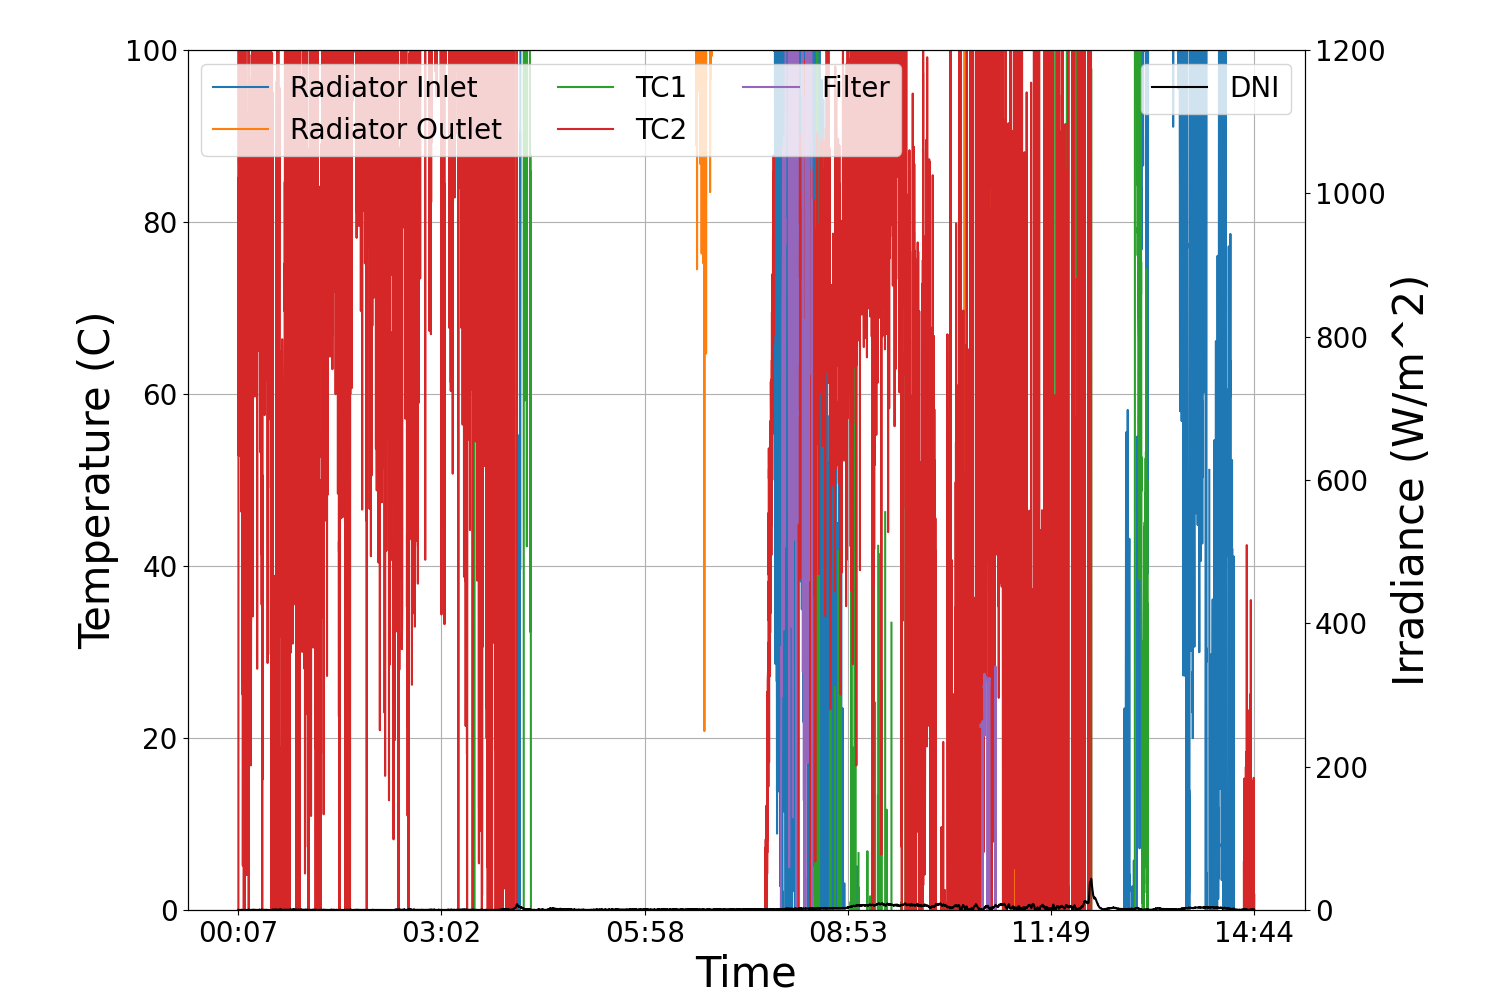 100
80
60
40
20
0
Temperature (C)
Radiator Inlet
Radiator Outlet
TC1
TC2
Filter
DNI
1200
1000
800
600
400
200
0
Irradiance (W/m^2)
00:07
03:02
05:58
08:53
11:49
14:44
Time